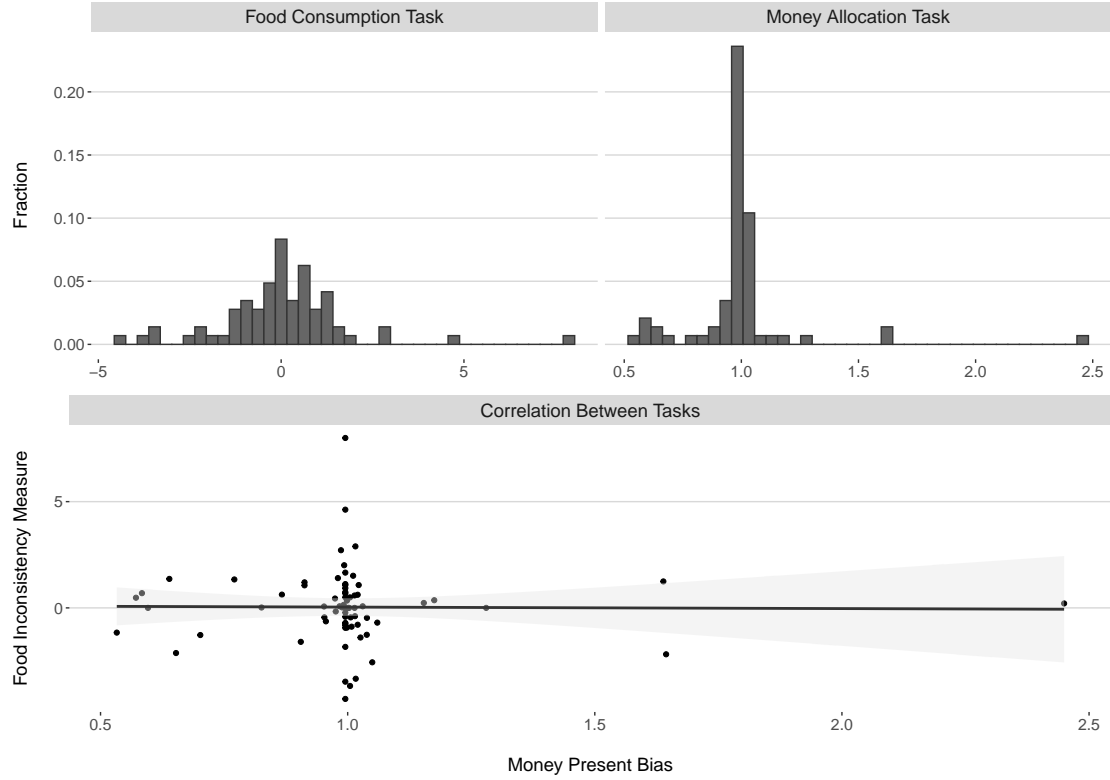 Food Consumption Task Money Allocation Task
Fraction
0.20
0.15
0.10
0.05
0.00
−5 0 5 0.5 1.0 1.5 2.0 2.5
Correlation Between Tasks
Food Inconsistency Measure
5
0
0.5 1.0 1.5 2.0 2.5
Money Present Bias